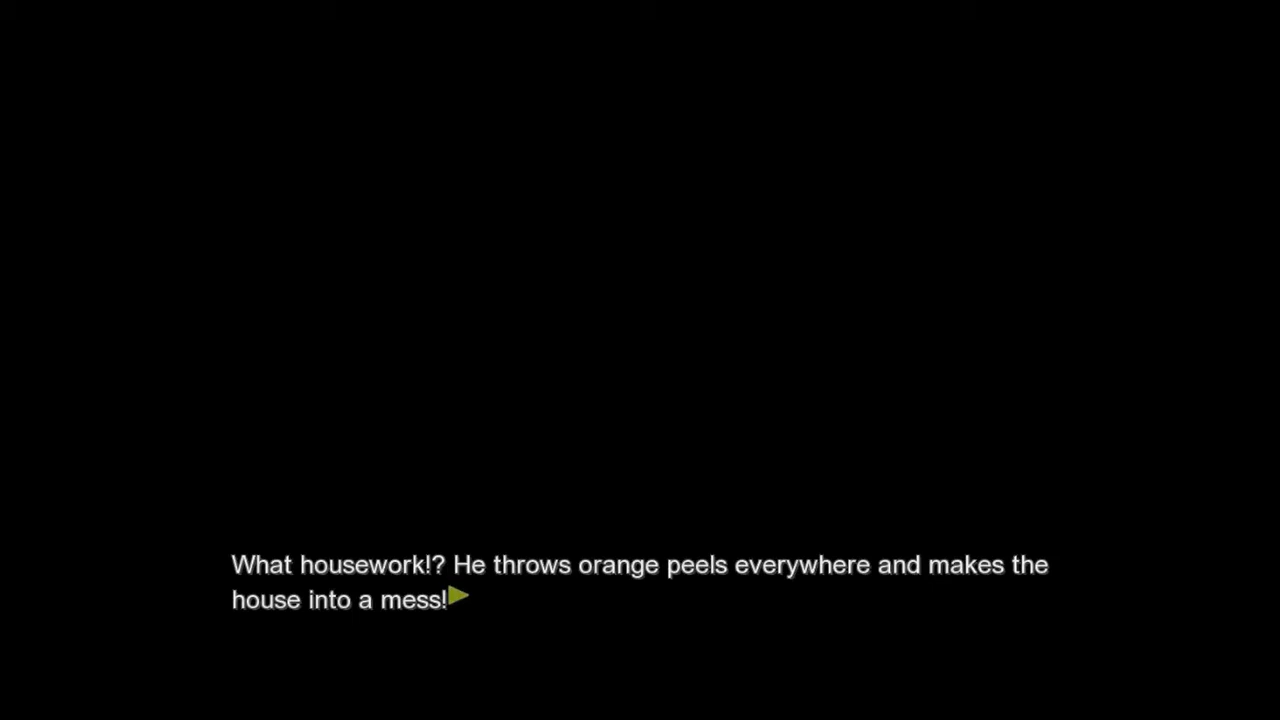 What housework!? He throws orange peels everywhere and makes the
house into a mess!